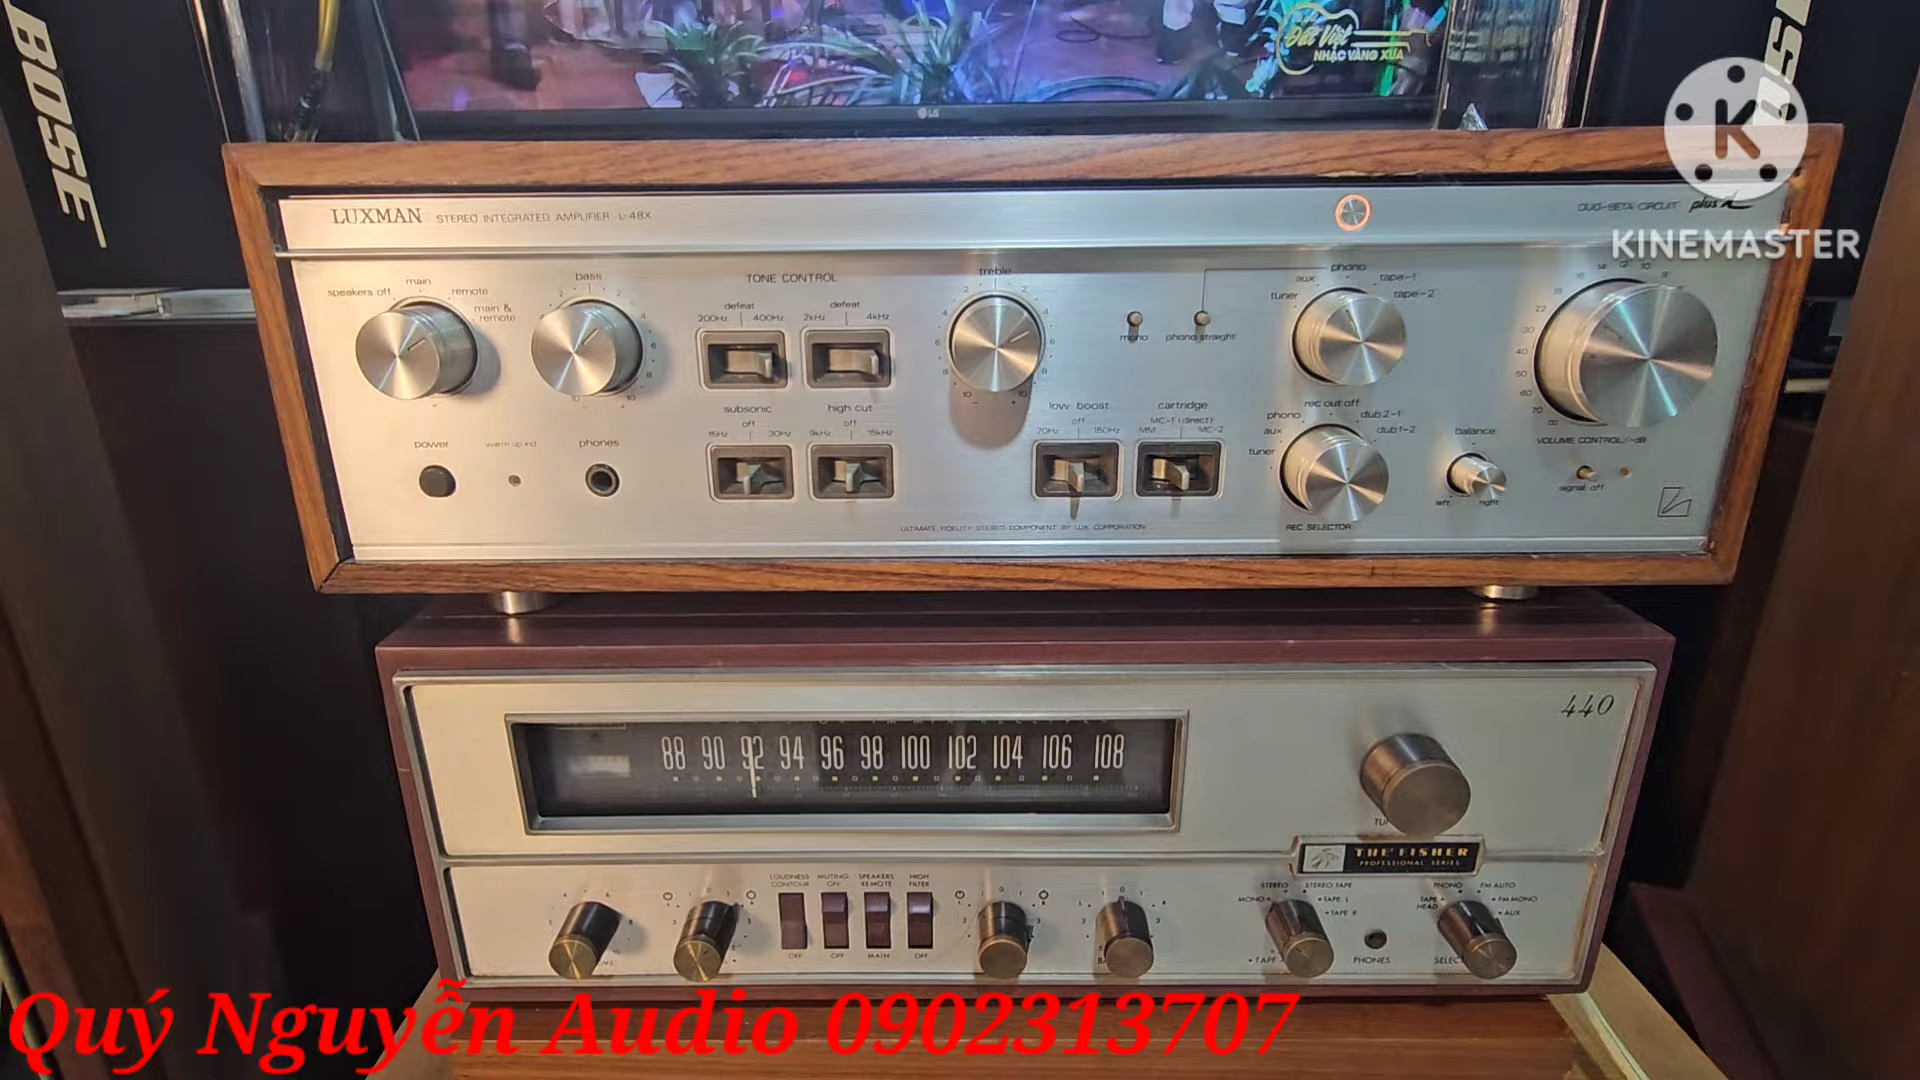 BOSE
Đất Việt
NHẠC VÀNG XƯA
LG
K
KINEMASTER
LUXMAN STEREO INTEGRATED AMPLIFIER L-48X
DUO-BETA CIRCUIT plus
speakers off main remote
main & remote
bass
TONE CONTROL
defeat
200Hz 400Hz
defeat
2kHz 4kHz
treble
mono
phono straight
tuner aux phono tape-1
tape-2
subsonic
off
15Hz 30Hz
high cut
off
9kHz 15kHz
low boost
off
70Hz 150Hz
cartridge
MC-1 (direct)
MM MC-2
rec out off
phono dub 2-1
aux dub 1-2
tuner
REC SELECTOR
balance
left right
VOLUME CONTROL/-dB
signal off
power
warm up ind.
phones
ULTIMATE FIDELITY STEREO COMPONENT BY LUX CORPORATION
440
88 90 92 94 96 98 100 102 104 106 108
THE FISHER
PROFESSIONAL SERIES
LOUDNESS CONTOUR
OFF
MUTING ON
OFF
SPEAKERS REMOTE
MAIN
HIGH FILTER
OFF
STEREO STEREO TAPE
MONO TAPE L
TAPE R
PHONES
PHONO FM AUTO
TAPE HEAD FM MONO
AUX
Quý Nguyễn Audio 0902313707